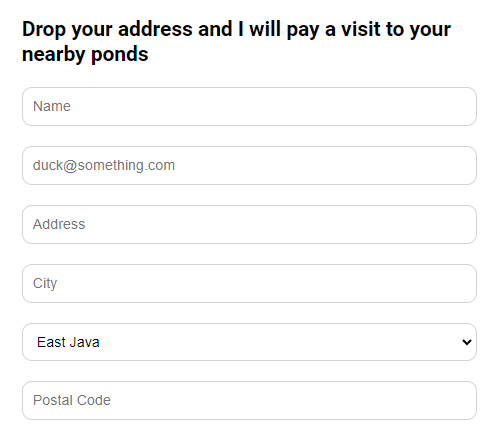 Drop your address and I will pay a visit to your
nearby ponds
Name
duck@something.com
Address
City
East Java
Postal Code